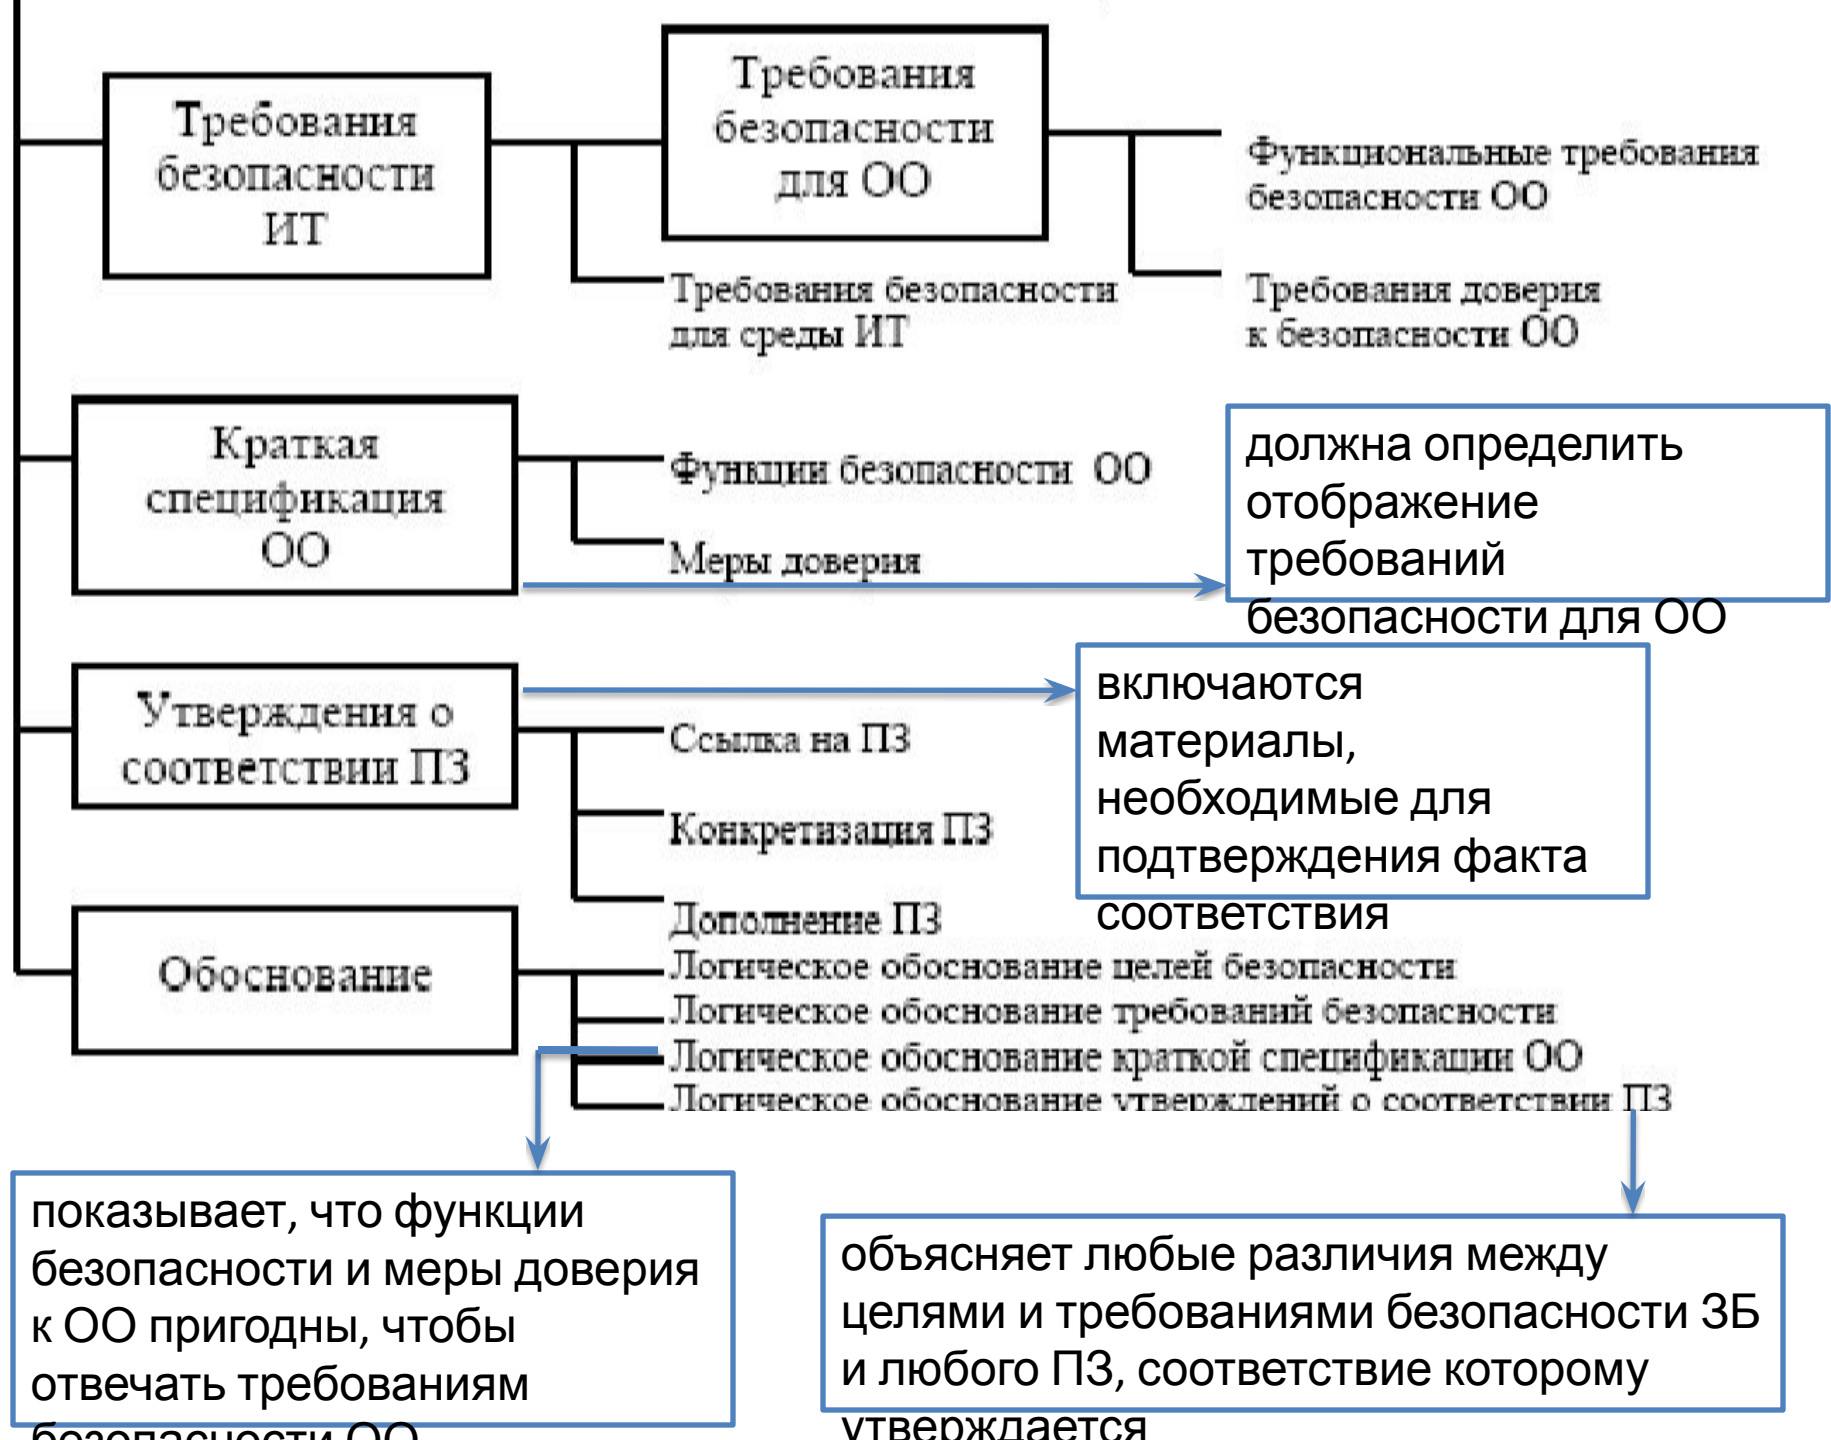 Требования
безопасности
ИТ
Требования
безопасности
для ОО
Функциональные требования
безопасности ОО
Требования безопасности
для среды ИТ
Требования доверия
к безопасности ОО
Краткая
спецификация
ОО
Функции безопасности ОО
Меры доверия
должна определить
отображение
требований
безопасности для ОО
Утверждения о
соответствии ПЗ
Ссылка на ПЗ
Конкретизация ПЗ
Дополнение ПЗ
включаются
материалы,
необходимые для
подтверждения факта
соответствия
Обоснование
Логическое обоснование целей безопасности
Логическое обоснование требований безопасности
Логическое обоснование краткой спецификации ОО
Логическое обоснование утверждений о соответствии ПЗ
показывает, что функции
безопасности и меры доверия
к ОО пригодны, чтобы
отвечать требованиям
безопасности ОО
объясняет любые различия между
целями и требованиями безопасности ЗБ
и любого ПЗ, соответствие которому
утверждается